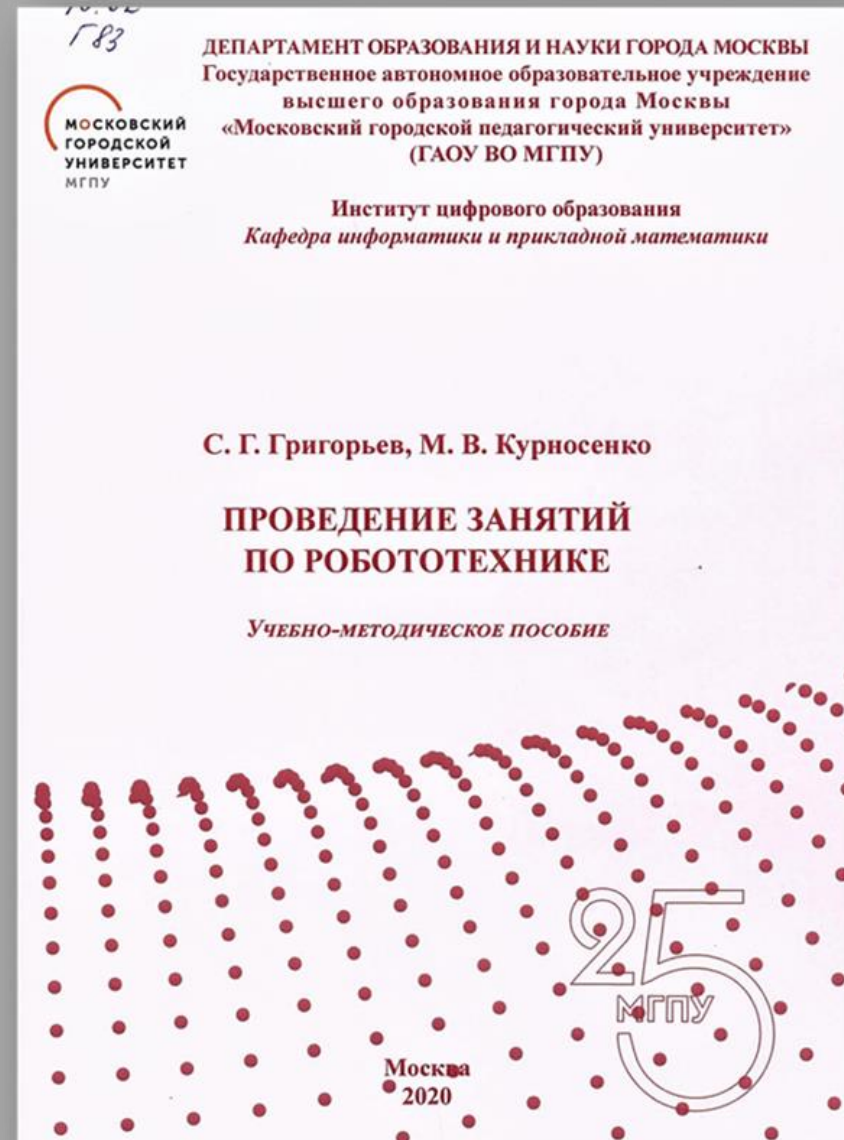 Г 83
ДЕПАРТАМЕНТ ОБРАЗОВАНИЯ И НАУКИ ГОРОДА МОСКВЫ
Государственное автономное образовательное учреждение
высшего образования города Москвы
«Московский городской педагогический университет»
(ГАОУ ВО МГПУ)
МОСКОВСКИЙ
ГОРОДСКОЙ
УНИВЕРСИТЕТ
МГПУ
Институт цифрового образования
Кафедра информатики и прикладной математики
С. Г. Григорьев, М. В. Курносенко
ПРОВЕДЕНИЕ ЗАНЯТИЙ
ПО РОБОТОТЕХНИКЕ
УЧЕБНО-МЕТОДИЧЕСКОЕ ПОСОБИЕ
25
МГПУ
Москва
2020